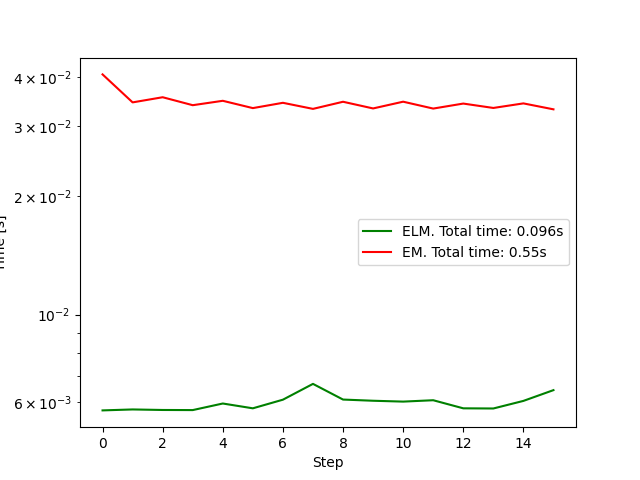 4 × 10⁻²
3 × 10⁻²
2 × 10⁻²
10⁻²
6 × 10⁻³
ELM. Total time: 0.096s
EM. Total time: 0.55s
0 2 4 6 8 10 12 14
Step
Time [s]